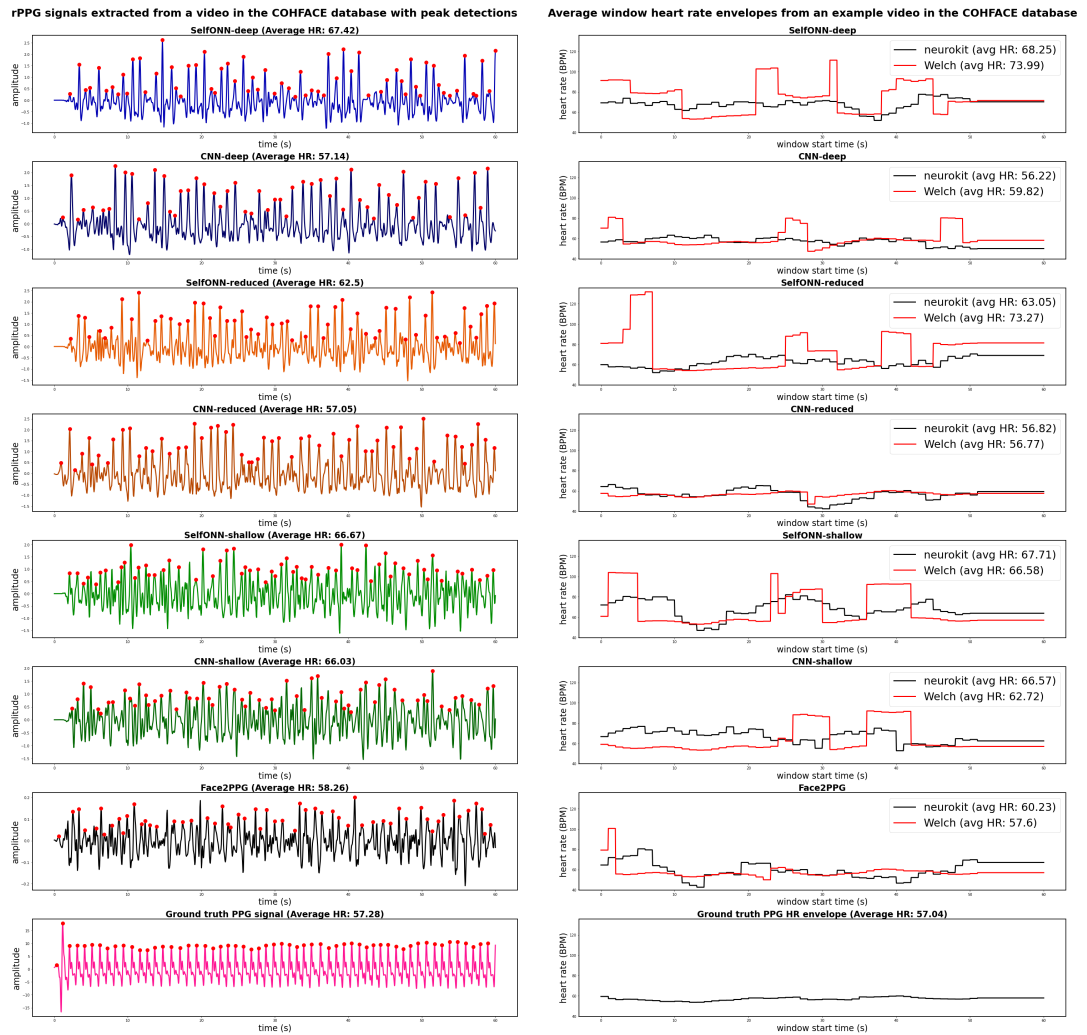 rPPG signals extracted from a video in the COHFACE database with peak detections
SelfONN-deep (Average HR: 67.42)
amplitude
time (s)
CNN-deep (Average HR: 57.14)
amplitude
time (s)
SelfONN-reduced (Average HR: 62.5)
amplitude
time (s)
CNN-reduced (Average HR: 57.05)
amplitude
time (s)
SelfONN-shallow (Average HR: 66.67)
amplitude
time (s)
CNN-shallow (Average HR: 66.03)
amplitude
time (s)
Face2PPG (Average HR: 58.26)
amplitude
time (s)
Ground truth PPG signal (Average HR: 57.28)
amplitude
time (s)
Average window heart rate envelopes from an example video in the COHFACE database
SelfONN-deep
neurokit (avg HR: 68.25)
Welch (avg HR: 73.99)
heart rate (BPM)
window start time (s)
CNN-deep
neurokit (avg HR: 56.22)
Welch (avg HR: 59.82)
heart rate (BPM)
window start time (s)
SelfONN-reduced
neurokit (avg HR: 63.05)
Welch (avg HR: 73.27)
heart rate (BPM)
window start time (s)
CNN-reduced
neurokit (avg HR: 56.82)
Welch (avg HR: 56.77)
heart rate (BPM)
window start time (s)
SelfONN-shallow
neurokit (avg HR: 67.71)
Welch (avg HR: 66.58)
heart rate (BPM)
window start time (s)
CNN-shallow
neurokit (avg HR: 66.57)
Welch (avg HR: 62.72)
heart rate (BPM)
window start time (s)
Face2PPG
neurokit (avg HR: 60.23)
Welch (avg HR: 57.6)
heart rate (BPM)
window start time (s)
Ground truth PPG HR envelope (Average HR: 57.04)
heart rate (BPM)
window start time (s)